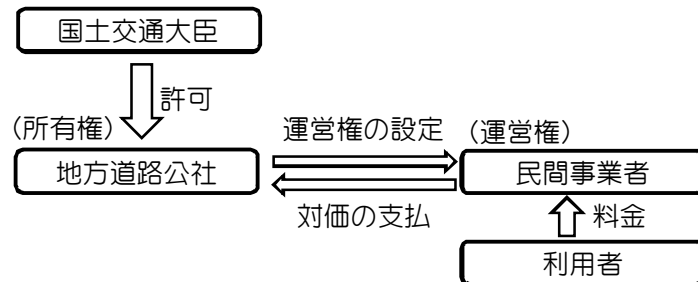 国土交通大臣
許可
(所有権)
運営権の設定
(運営権)
地方道路公社
民間事業者
対価の支払
料金
利用者